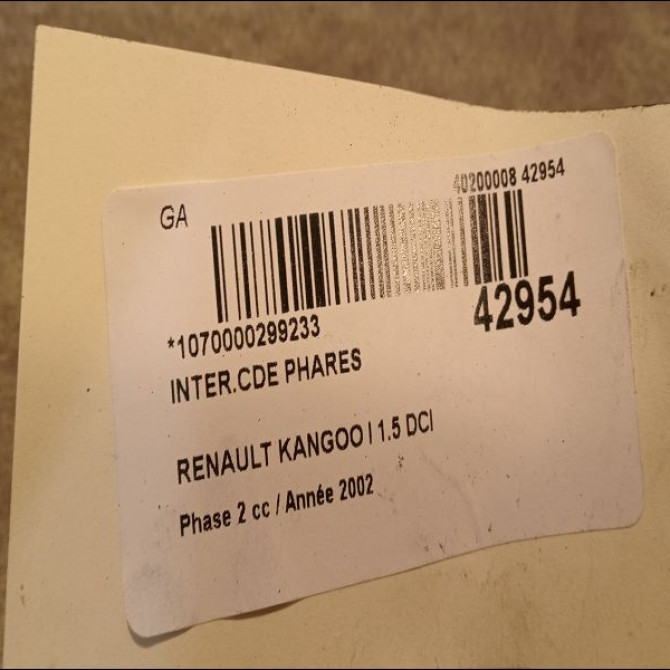 GA
40200008 42954
42954
*1070000299233
INTER.CDE PHARES
RENAULT KANGOO I 1.5 DCI
Phase 2 cc / Année 2002